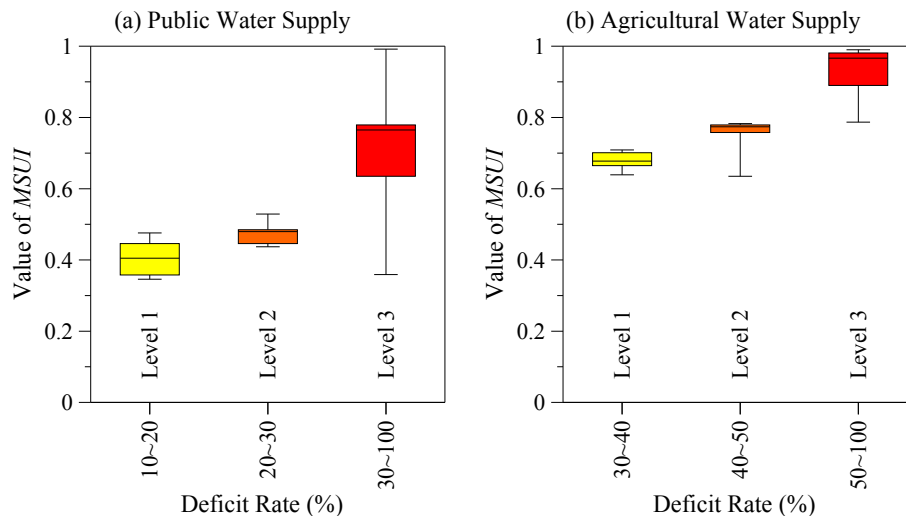 (a) Public Water Supply
1
0.8
0.6
0.4
0.2
0
Value of MSUI
Level 1
Level 2
Level 3
10~20
20~30
30~100
Deficit Rate (%)
(b) Agricultural Water Supply
1
0.8
0.6
0.4
0.2
0
Value of MSUI
Level 1
Level 2
Level 3
30~40
40~50
50~100
Deficit Rate (%)